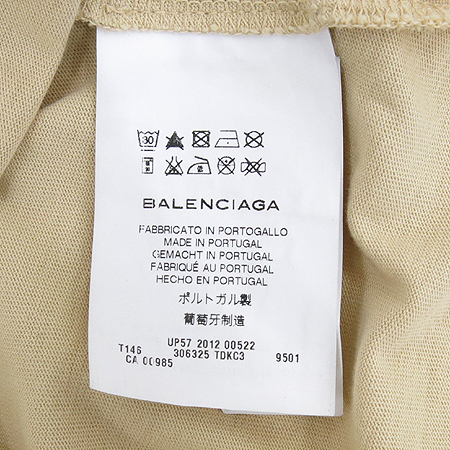 30
BALENCIAGA
FABBRICATO IN PORTOGALLO
MADE IN PORTUGAL
GEMACHT IN PORTUGAL
FABRIQUÉ AU PORTUGAL
HECHO EN PORTUGAL
ポルトガル製
葡萄牙制造
UP57 2012 00522
T146 306325 TDKC3 9501
CA 00985